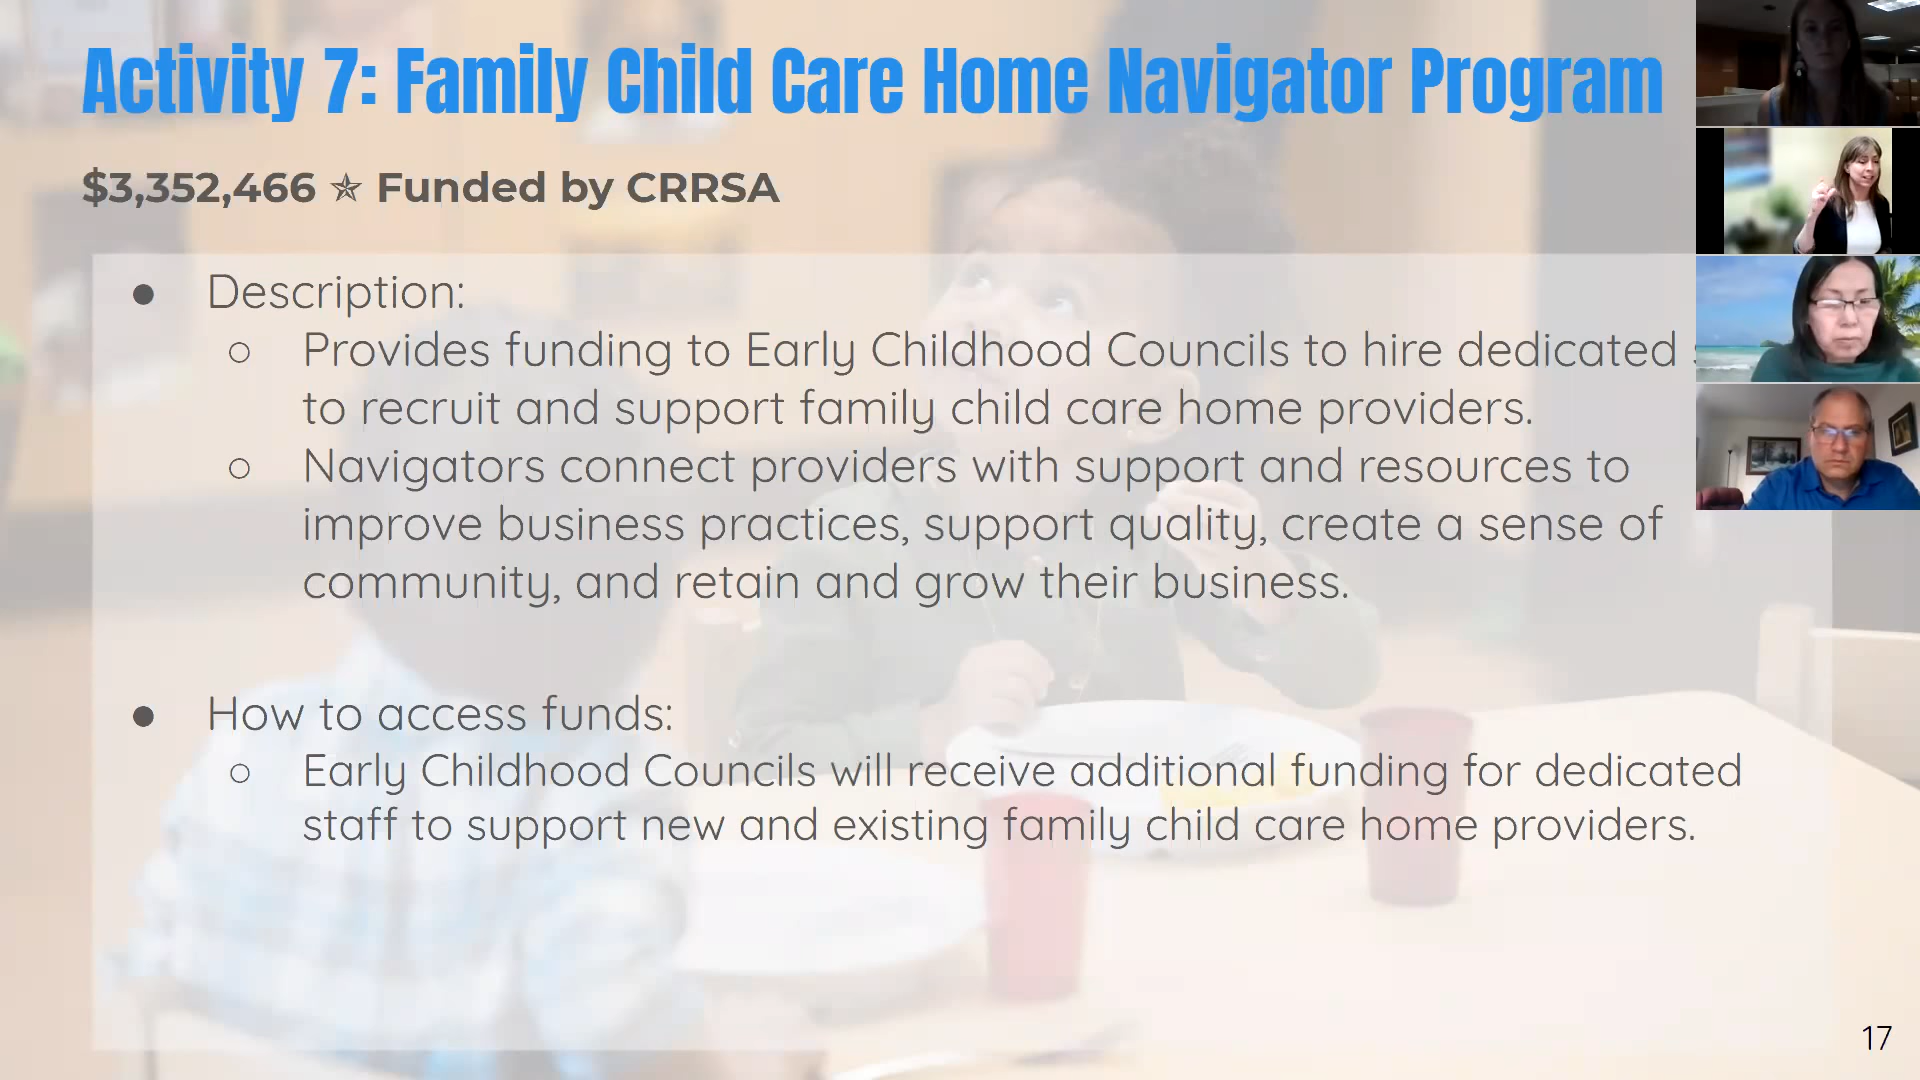 Activity 7: Family Child Care Home Navigator Program
$3,352,466 ✯ Funded by CRRSA
● Description:
○ Provides funding to Early Childhood Councils to hire dedicated
to recruit and support family child care home providers.
○ Navigators connect providers with support and resources to
improve business practices, support quality, create a sense of
community, and retain and grow their business.
● How to access funds:
○ Early Childhood Councils will receive additional funding for dedicated
staff to support new and existing family child care home providers.
17